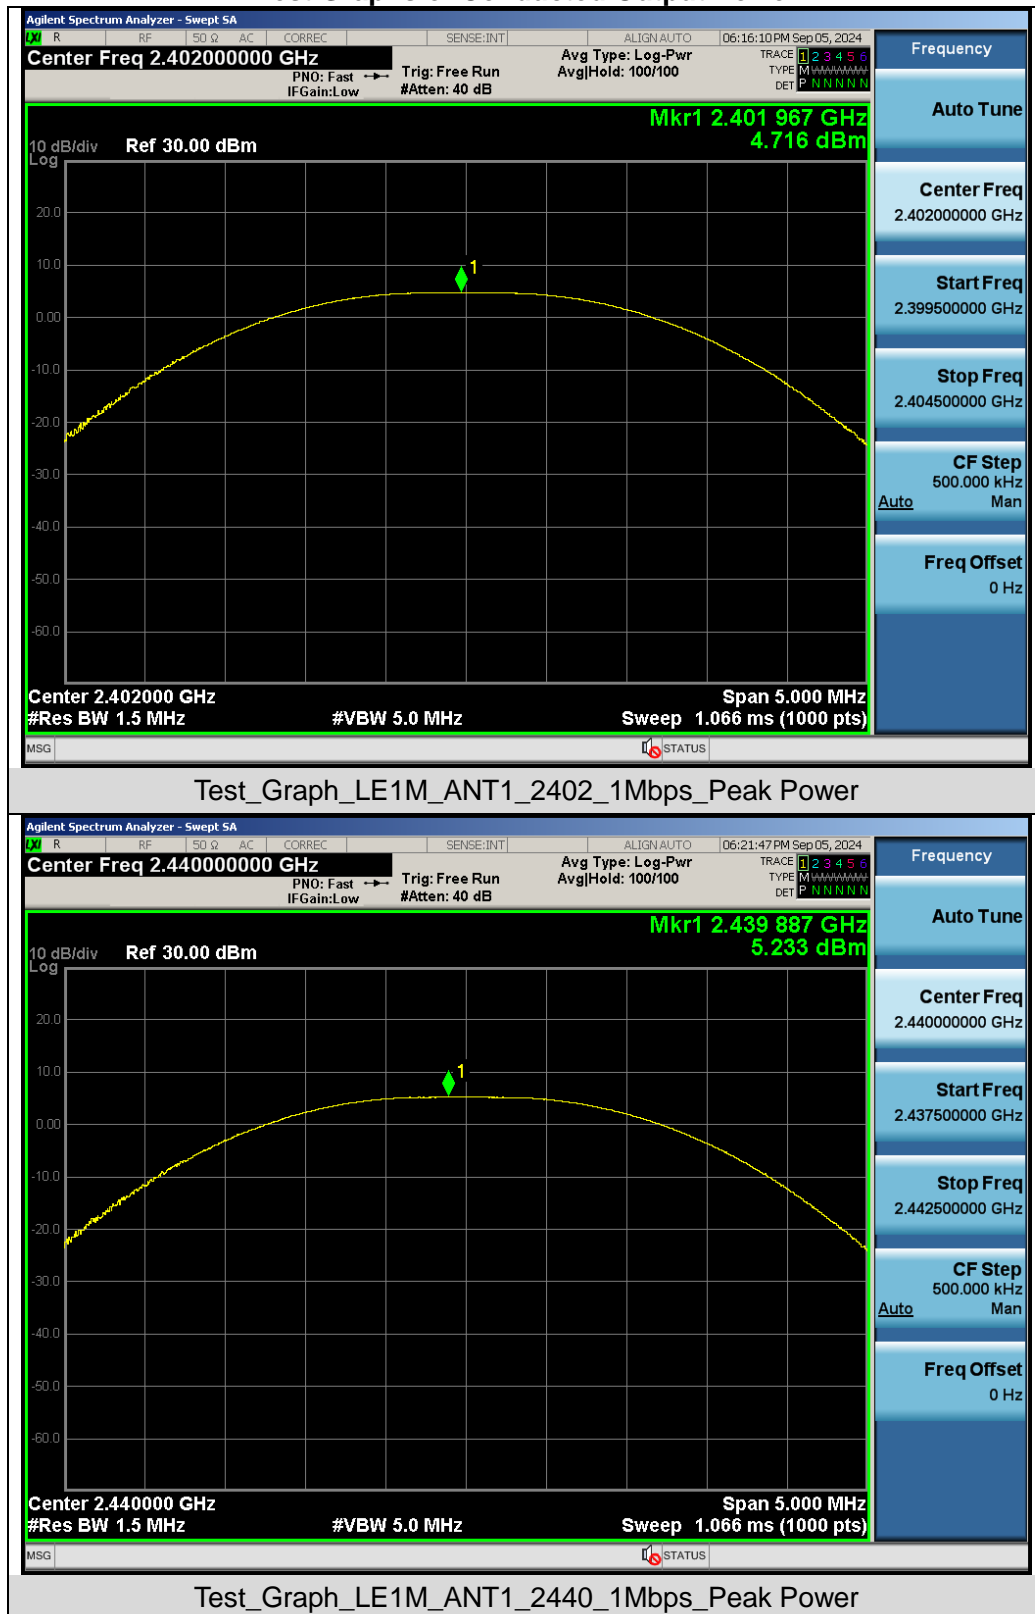 Agilent Spectrum Analyzer - Swept SA
LXI R RF 50 Ω AC CORREC SENSE:INT ALIGN AUTO 06:16:10 PM Sep 05, 2024
Center Freq 2.402000000 GHz
PNO: Fast
IFGain:Low
Trig: Free Run
#Atten: 40 dB
Avg Type: Log-Pwr
Avg|Hold: 100/100
TRACE 1 2 3 4 5 6
TYPE M
DET P N N N N N
Mkr1 2.401 967 GHz
4.716 dBm
10 dB/div Ref 30.00 dBm
Log
20.0
10.0
0.00
-10.0
-20.0
-30.0
-40.0
-50.0
-60.0
1
Center 2.402000 GHz Span 5.000 MHz
#Res BW 1.5 MHz #VBW 5.0 MHz Sweep 1.066 ms (1000 pts)
MSG STATUS
Frequency
Auto Tune
Center Freq
2.402000000 GHz
Start Freq
2.399500000 GHz
Stop Freq
2.404500000 GHz
CF Step
500.000 kHz
Auto Man
Freq Offset
0 Hz
Test_Graph_LE1M_ANT1_2402_1Mbps_Peak Power
Agilent Spectrum Analyzer - Swept SA
LXI R RF 50 Ω AC CORREC SENSE:INT ALIGN AUTO 06:21:47 PM Sep 05, 2024
Center Freq 2.440000000 GHz
PNO: Fast
IFGain:Low
Trig: Free Run
#Atten: 40 dB
Avg Type: Log-Pwr
Avg|Hold: 100/100
TRACE 1 2 3 4 5 6
TYPE M
DET P N N N N N
Mkr1 2.439 887 GHz
5.233 dBm
10 dB/div Ref 30.00 dBm
Log
20.0
10.0
0.00
-10.0
-20.0
-30.0
-40.0
-50.0
-60.0
1
Center 2.440000 GHz Span 5.000 MHz
#Res BW 1.5 MHz #VBW 5.0 MHz Sweep 1.066 ms (1000 pts)
MSG STATUS
Frequency
Auto Tune
Center Freq
2.440000000 GHz
Start Freq
2.437500000 GHz
Stop Freq
2.442500000 GHz
CF Step
500.000 kHz
Auto Man
Freq Offset
0 Hz
Test_Graph_LE1M_ANT1_2440_1Mbps_Peak Power